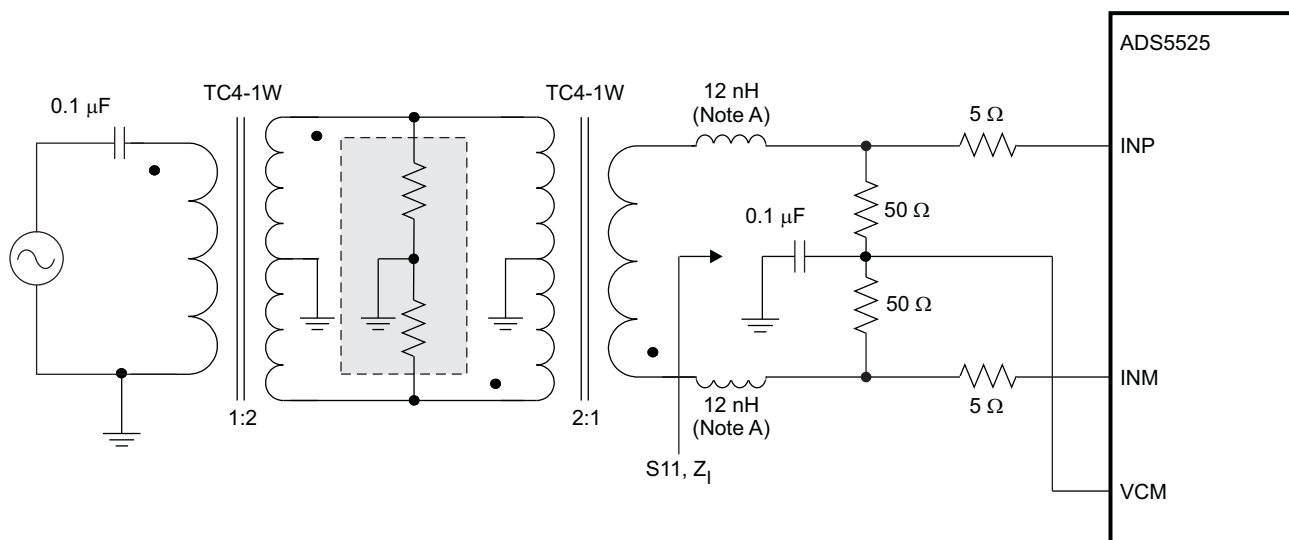 ADS5525
0.1 μF
TC4-1W
TC4-1W
12 nH
(Note A)
5 Ω
INP
50 Ω
0.1 μF
50 Ω
INM
5 Ω
12 nH
(Note A)
1:2
2:1
S11, ZI
VCM